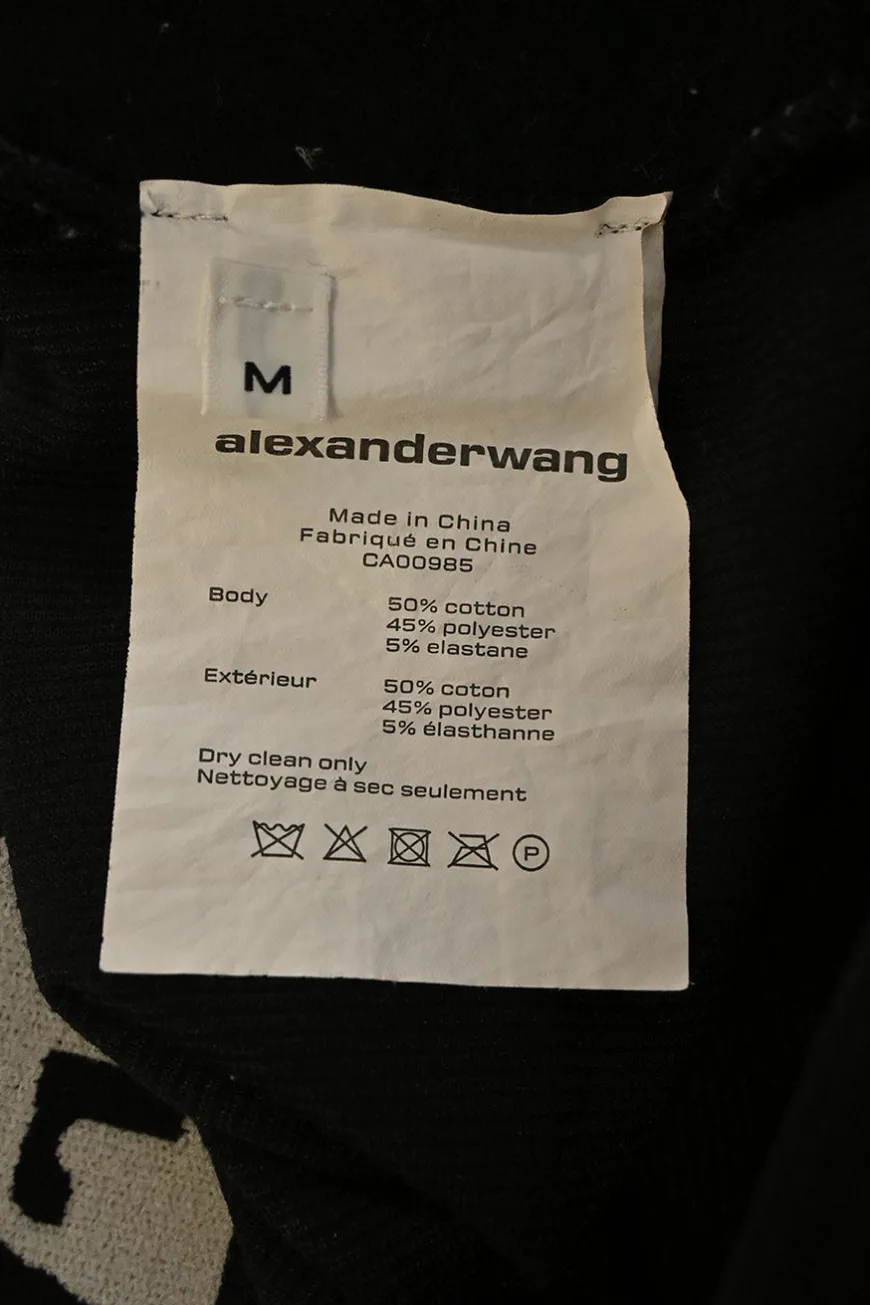 M
alexanderwang
Made in China
Fabriqué en Chine
CA00985
Body
50% cotton
45% polyester
5% elastane
Extérieur
50% coton
45% polyester
5% élasthanne
Dry clean only
Nettoyage à sec seulement
P